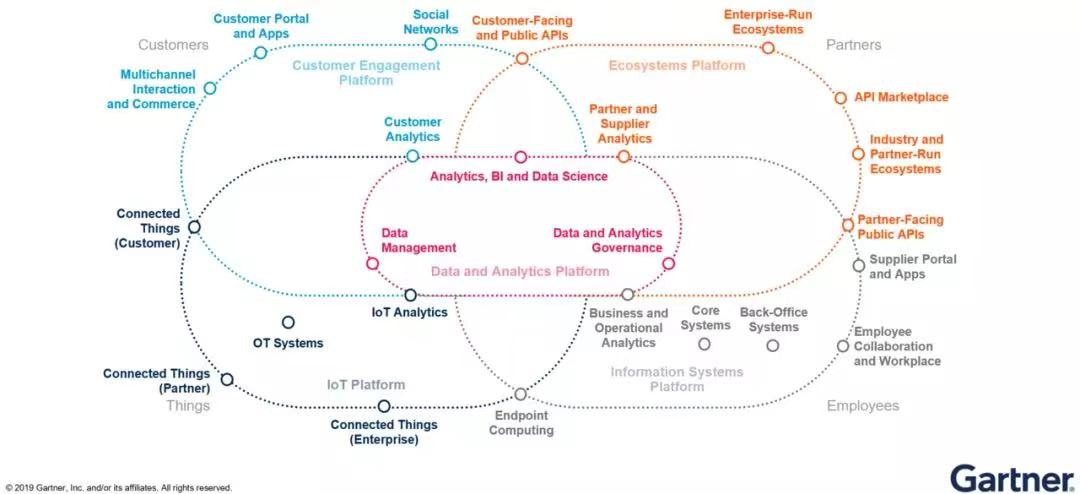 Customers
Customer Portal
and Apps
Social
Networks
Customer-Facing
and Public APIs
Enterprise-Run
Ecosystems
Partners
Multichannel
Interaction
and Commerce
Customer Engagement
Platform
Ecosystems Platform
API Marketplace
Customer
Analytics
Partner and
Supplier
Analytics
Industry and
Partner-Run
Ecosystems
Analytics, BI and Data Science
Connected
Things
(Customer)
Data
Management
Data and Analytics
Governance
Partner-Facing
Public APIs
Data and Analytics Platform
Supplier Portal
and Apps
IoT Analytics
Business and
Operational
Analytics
Core
Systems
Back-Office
Systems
OT Systems
Employee
Collaboration
and Workplace
Connected Things
(Partner)
IoT Platform
Information Systems
Platform
Things
Connected Things
(Enterprise)
Endpoint
Computing
Employees
© 2019 Gartner, Inc. and/or its affiliates. All rights reserved.
Gartner